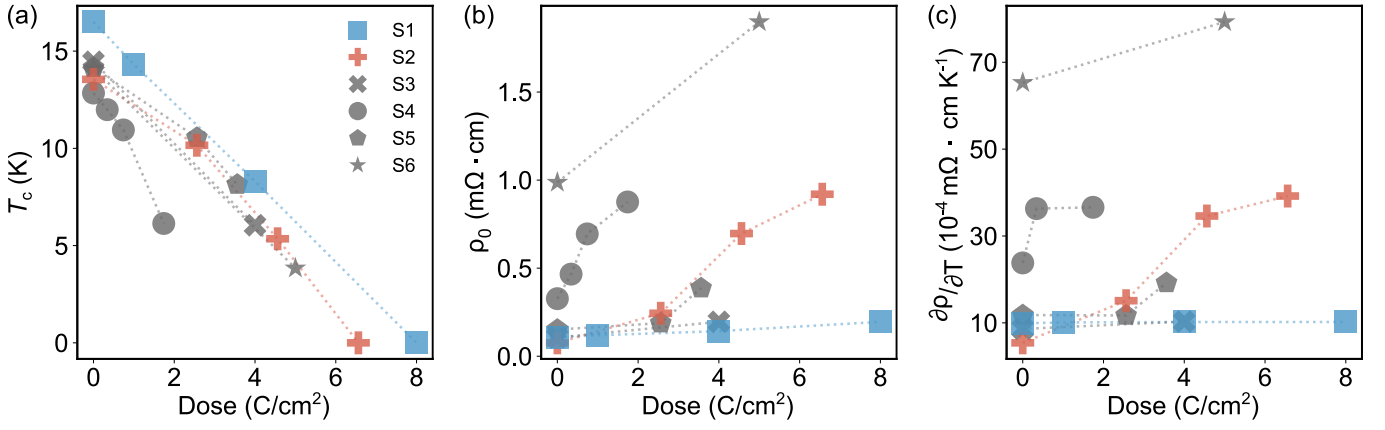 (a)
T_c (K)
15
10
5
0
0 2 4 6 8
Dose (C/cm²)
S1
S2
S3
S4
S5
S6
(b)
ρ₀ (mΩ · cm)
1.5
1.0
0.5
0.0
0 2 4 6 8
Dose (C/cm²)
(c)
∂ρ/∂T (10⁻⁴ mΩ · cm K⁻¹)
70
50
30
10
0 2 4 6 8
Dose (C/cm²)